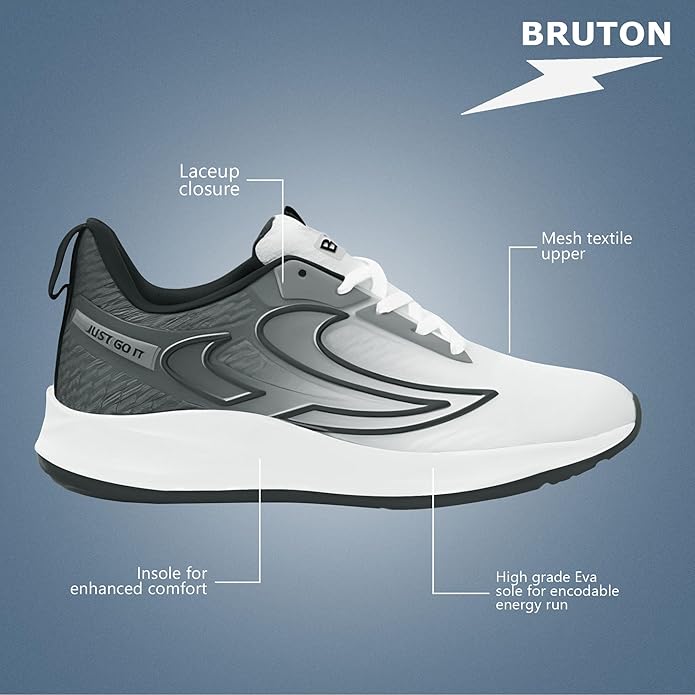 BRUTON
Laceup
closure
Mesh textile
upper
B
JUST GO IT
Insole for
enhanced comfort
High grade Eva
sole for encodable
energy run